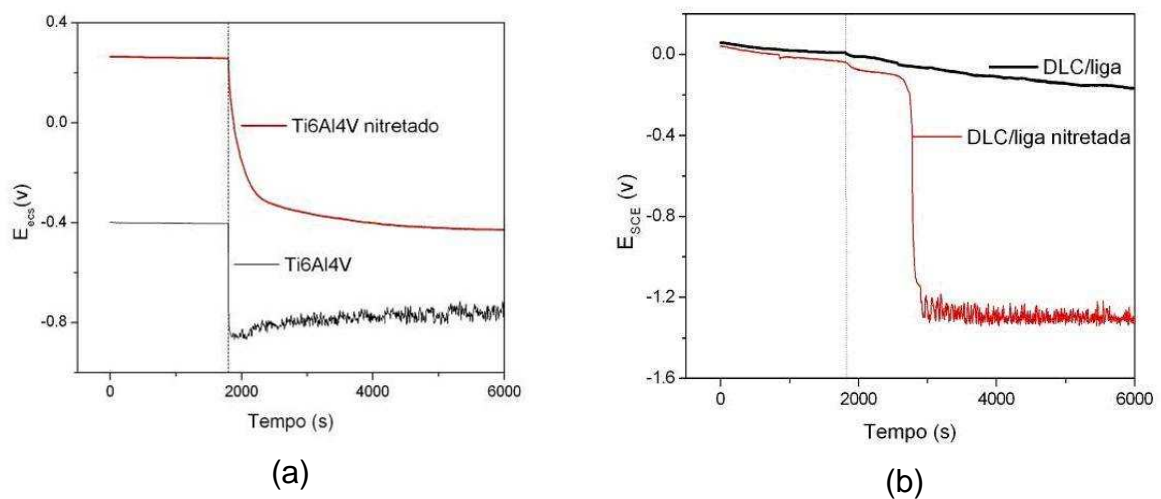 0.4
0.0
-0.4
-0.8
E_ecs(v)
Ti6Al4V nitretado
Ti6Al4V
0 2000 4000 6000
Tempo (s)
(a)
0.0
-0.4
-0.8
-1.2
-1.6
E_SCE (v)
DLC/liga
DLC/liga nitretada
0 2000 4000 6000
Tempo (s)
(b)